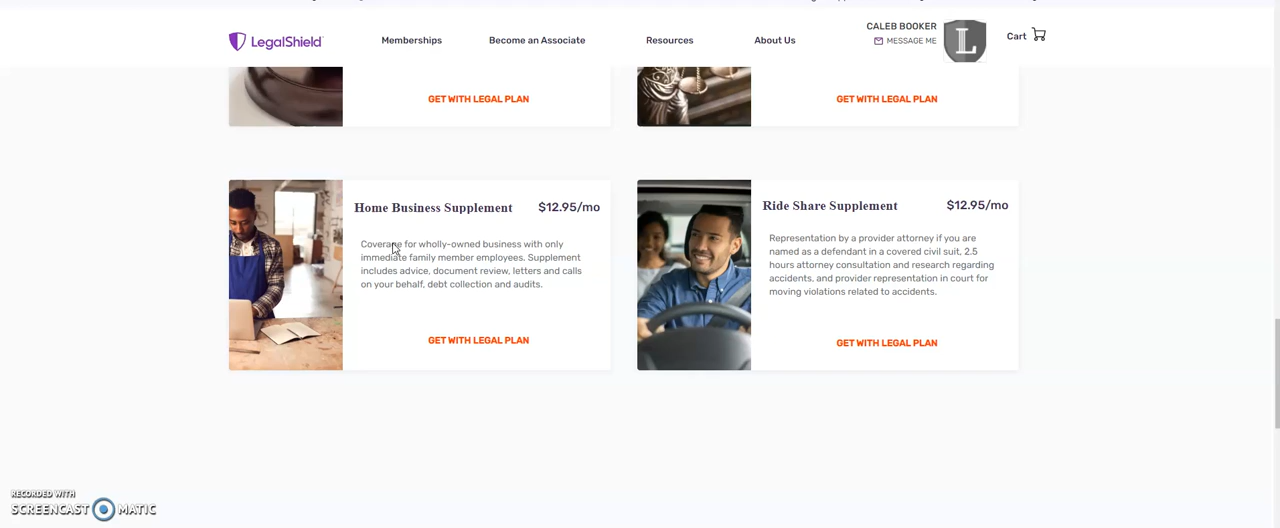 LegalShield
Memberships
Become an Associate
Resources
About Us
CALEB BOOKER
MESSAGE ME
L
Cart
GET WITH LEGAL PLAN
GET WITH LEGAL PLAN
Home Business Supplement
$12.95/mo
Coverage for wholly-owned business with only
immediate family member employees. Supplement
includes advice, document review, letters and calls
on your behalf, debt collection and audits.
GET WITH LEGAL PLAN
Ride Share Supplement
$12.95/mo
Representation by a provider attorney if you are
named as a defendant in a covered civil suit, 2.5
hours attorney consultation and research regarding
accidents, and provider representation in court for
moving violations related to accidents.
GET WITH LEGAL PLAN
RECORDED WITH
SCREENCAST MATIC